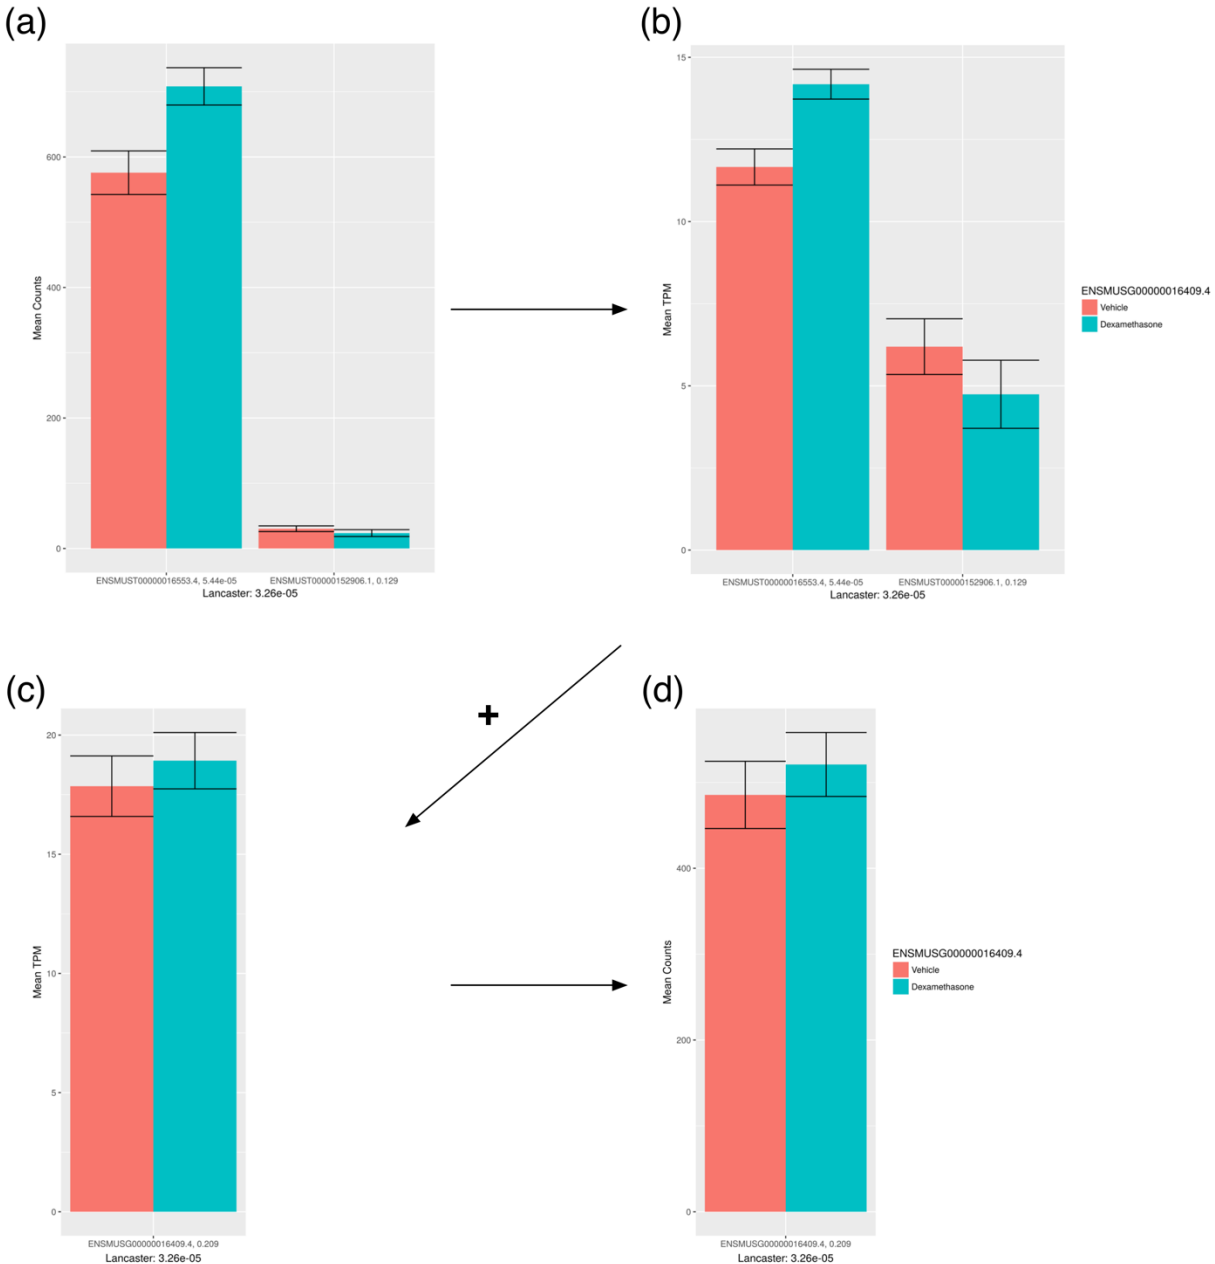 (a)
600
400
200
0
Mean Counts
ENSMUST00000016553.4, 5.44e-05
ENSMUST00000152906.1, 0.129
Lancaster: 3.26e-05
(b)
15
10
5
0
Mean TPM
ENSMUST00000016553.4, 5.44e-05
ENSMUST00000152906.1, 0.129
Lancaster: 3.26e-05
ENSMUSG00000016409.4
Vehicle
Dexamethasone
+
(c)
20
15
10
5
0
Mean TPM
ENSMUSG00000016409.4, 0.209
Lancaster: 3.26e-05
(d)
400
200
0
Mean Counts
ENSMUSG00000016409.4, 0.209
Lancaster: 3.26e-05
ENSMUSG00000016409.4
Vehicle
Dexamethasone